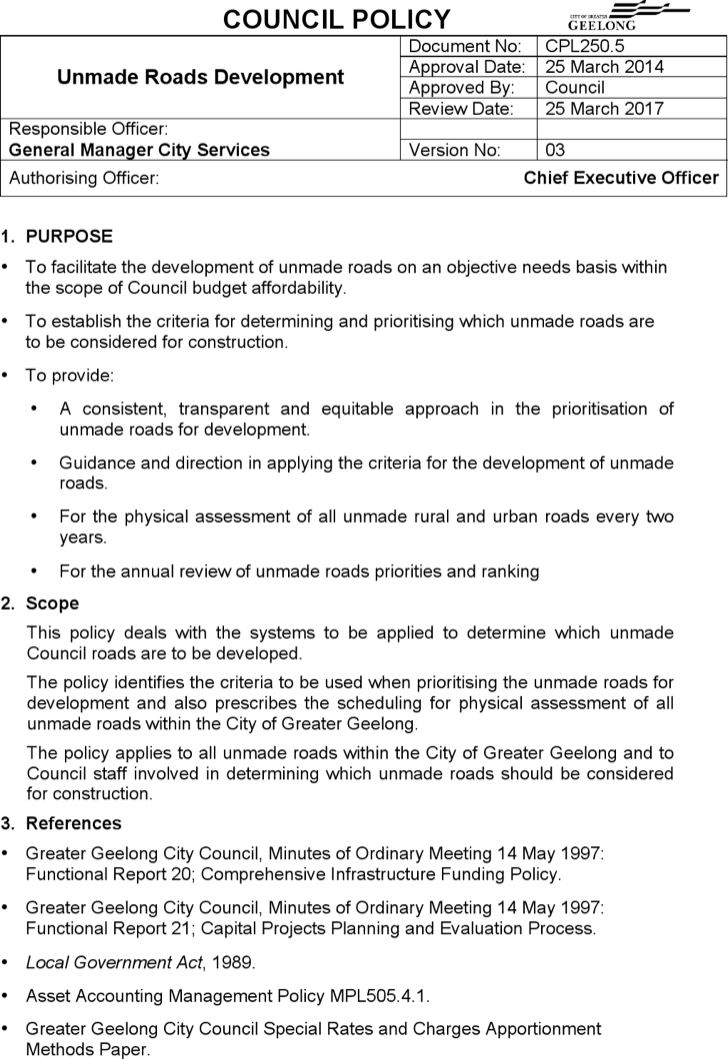 COUNCIL POLICY
CITY OF GREATER
GEELONG
Unmade Roads Development
Document No: CPL250.5
Approval Date: 25 March 2014
Approved By: Council
Review Date: 25 March 2017
Responsible Officer:
General Manager City Services
Version No: 03
Authorising Officer: Chief Executive Officer
1. PURPOSE
• To facilitate the development of unmade roads on an objective needs basis within
the scope of Council budget affordability.
• To establish the criteria for determining and prioritising which unmade roads are
to be considered for construction.
• To provide:
• A consistent, transparent and equitable approach in the prioritisation of
unmade roads for development.
• Guidance and direction in applying the criteria for the development of unmade
roads.
• For the physical assessment of all unmade rural and urban roads every two
years.
• For the annual review of unmade roads priorities and ranking
2. Scope
This policy deals with the systems to be applied to determine which unmade
Council roads are to be developed.
The policy identifies the criteria to be used when prioritising the unmade roads for
development and also prescribes the scheduling for physical assessment of all
unmade roads within the City of Greater Geelong.
The policy applies to all unmade roads within the City of Greater Geelong and to
Council staff involved in determining which unmade roads should be considered
for construction.
3. References
• Greater Geelong City Council, Minutes of Ordinary Meeting 14 May 1997:
Functional Report 20; Comprehensive Infrastructure Funding Policy.
• Greater Geelong City Council, Minutes of Ordinary Meeting 14 May 1997:
Functional Report 21; Capital Projects Planning and Evaluation Process.
• Local Government Act, 1989.
• Asset Accounting Management Policy MPL505.4.1.
• Greater Geelong City Council Special Rates and Charges Apportionment
Methods Paper.